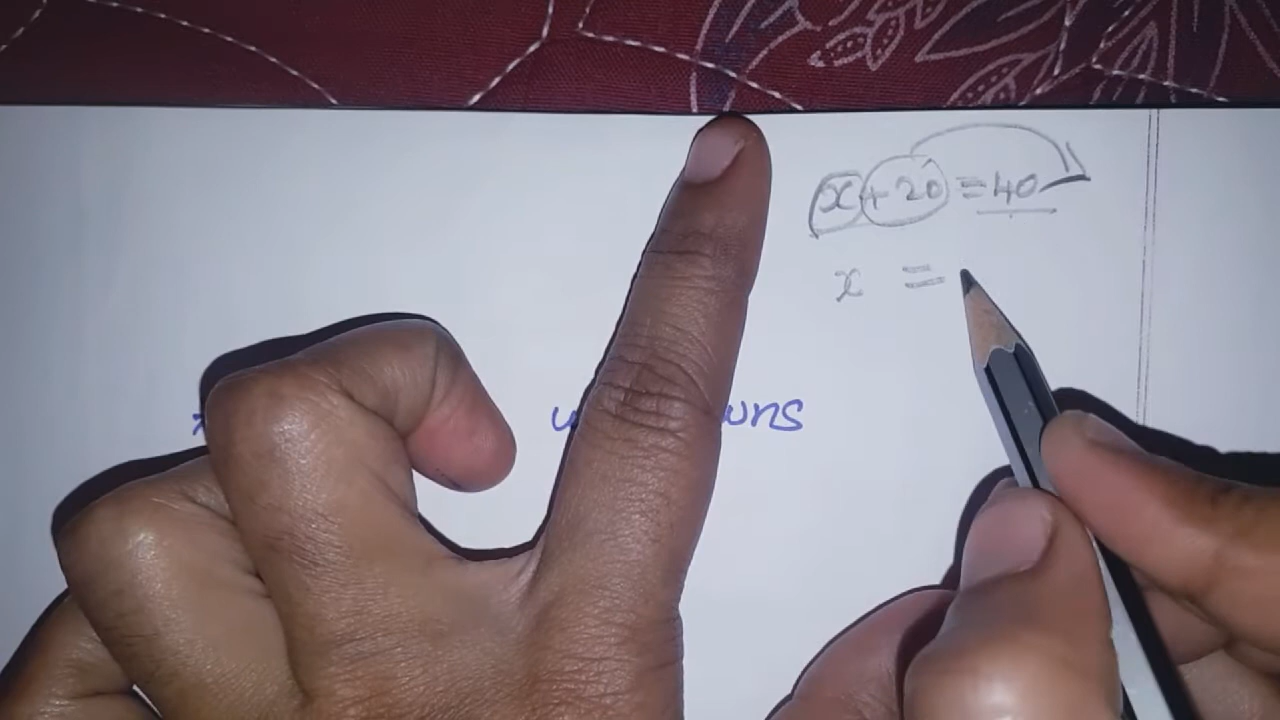 x + 20 = 40
x =